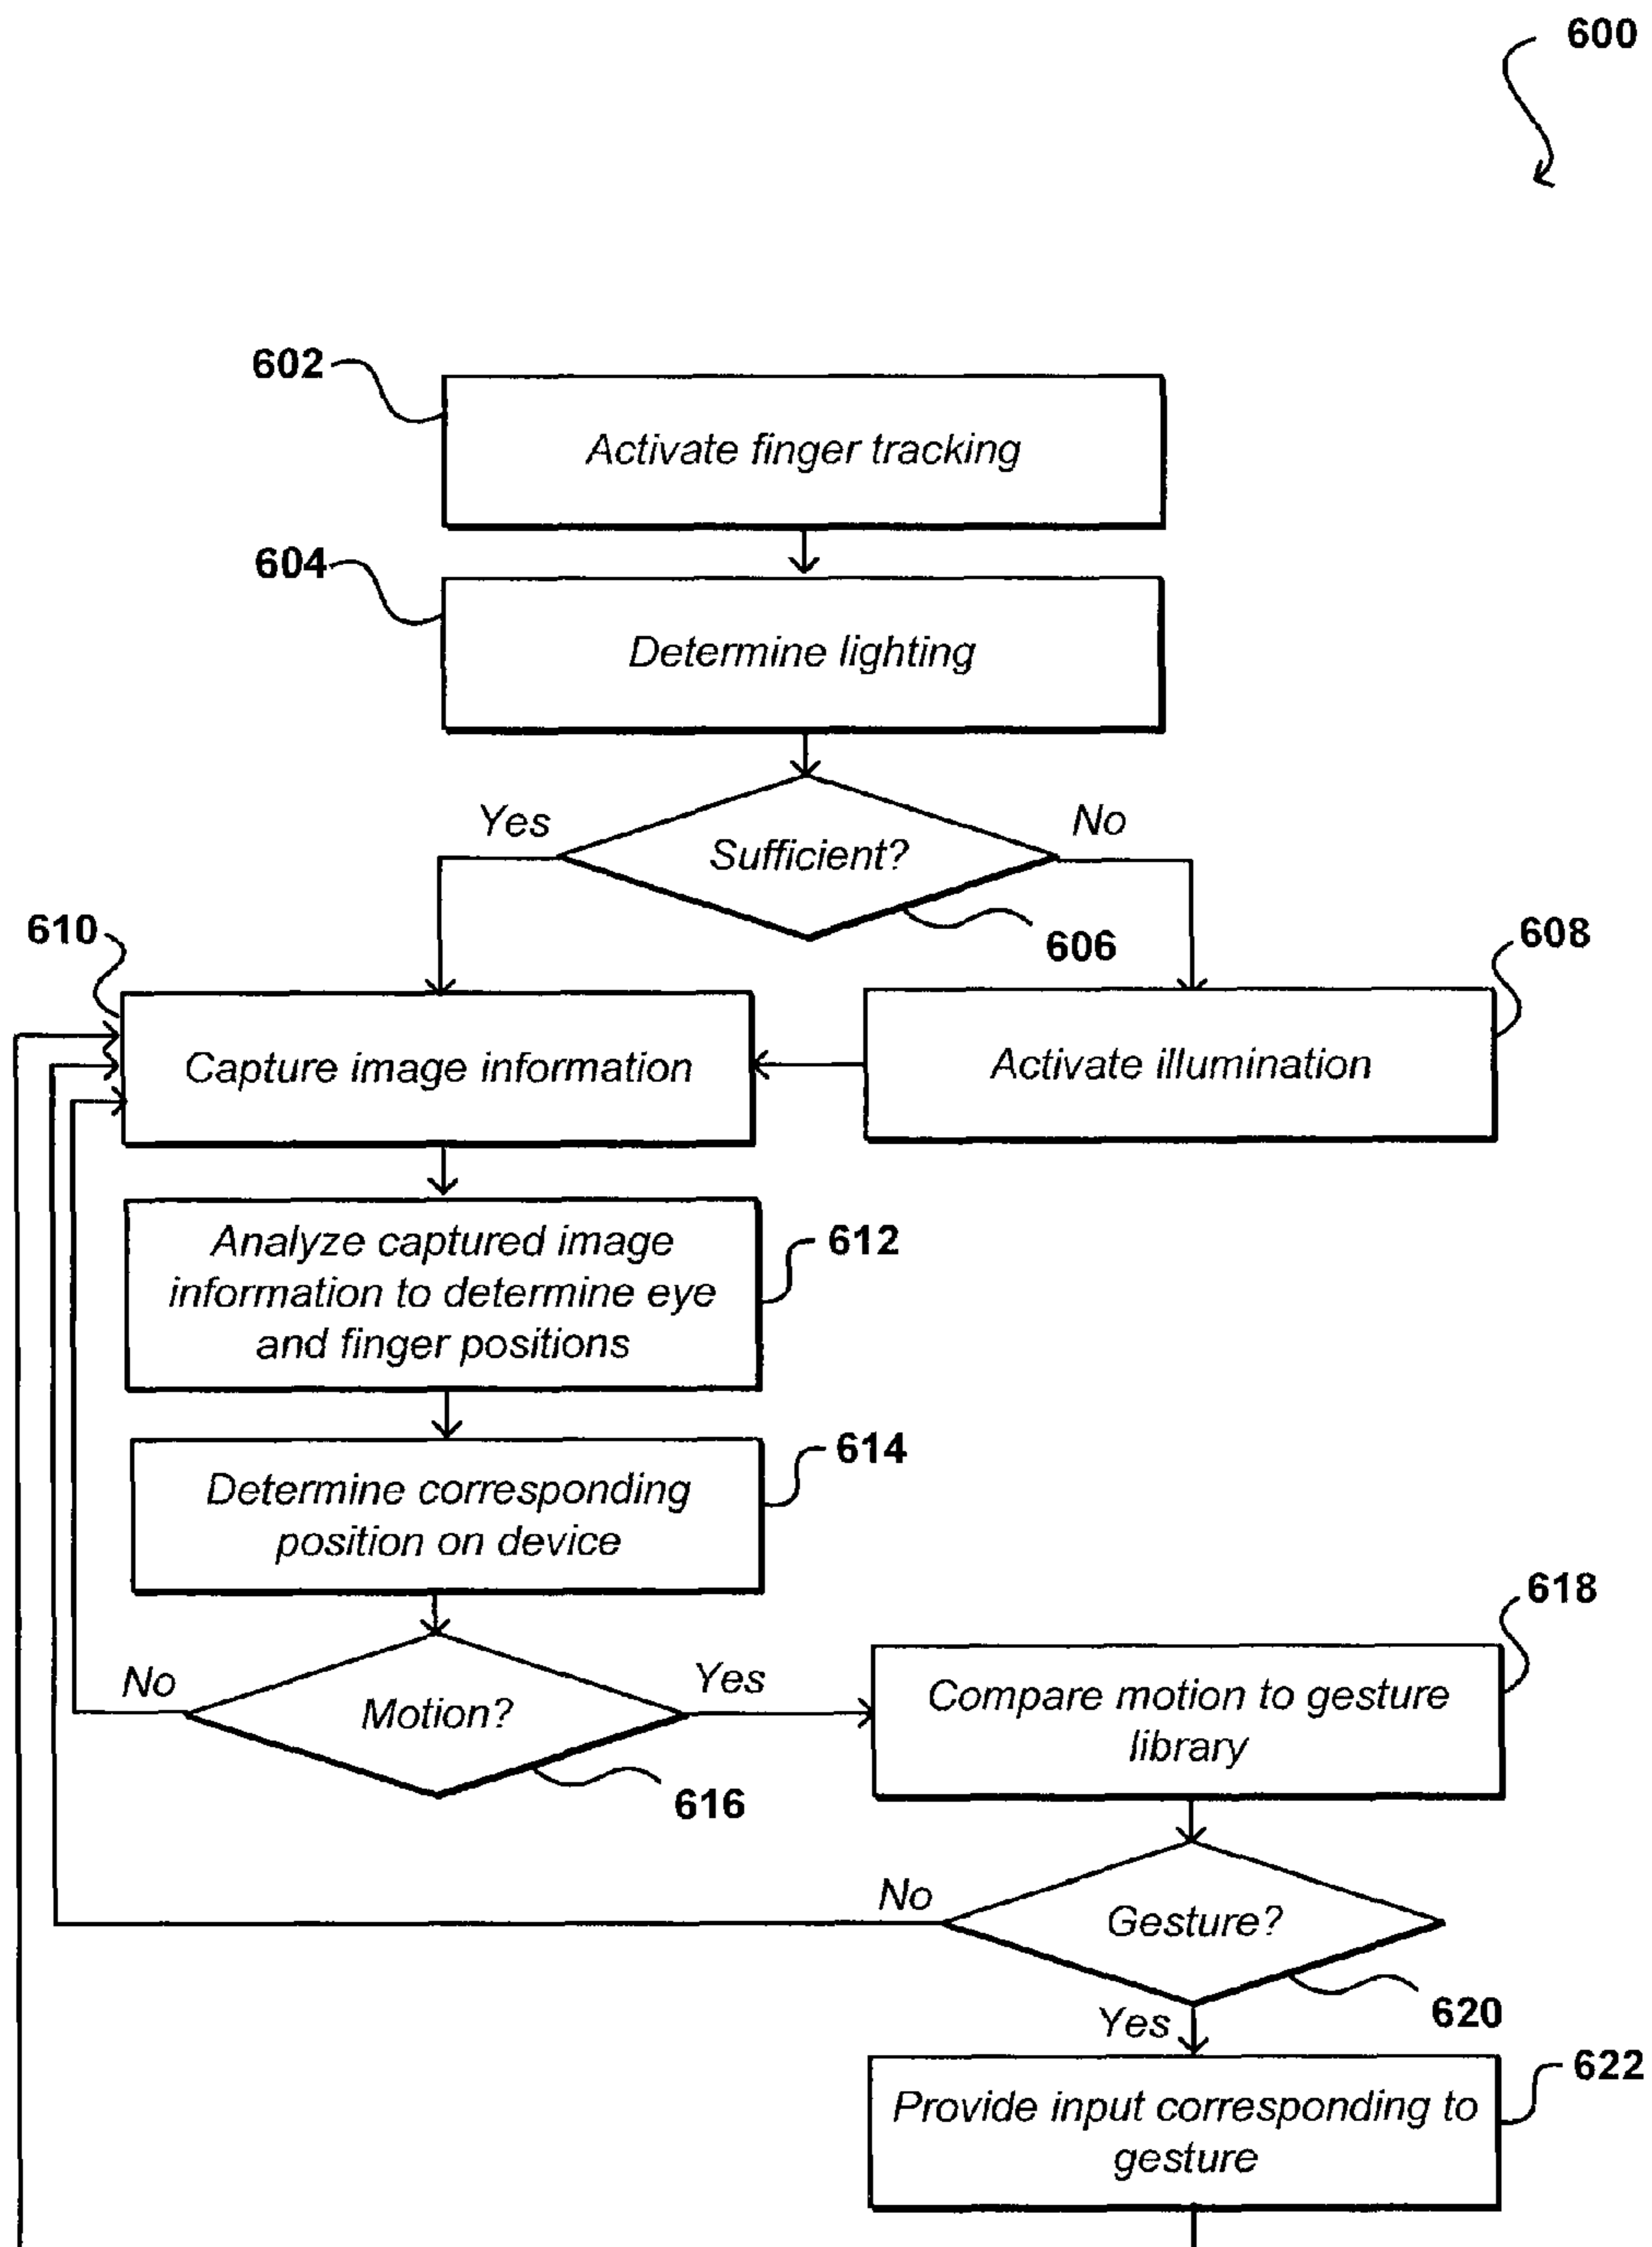 600
602
Activate finger tracking
604
Determine lighting
Yes
No
Sufficient?
606
610
608
Capture image information
Activate illumination
Analyze captured image
information to determine eye
and finger positions
612
Determine corresponding
position on device
614
618
No
Motion?
Yes
Compare motion to gesture
library
616
No
Gesture?
620
Yes
622
Provide input corresponding to
gesture